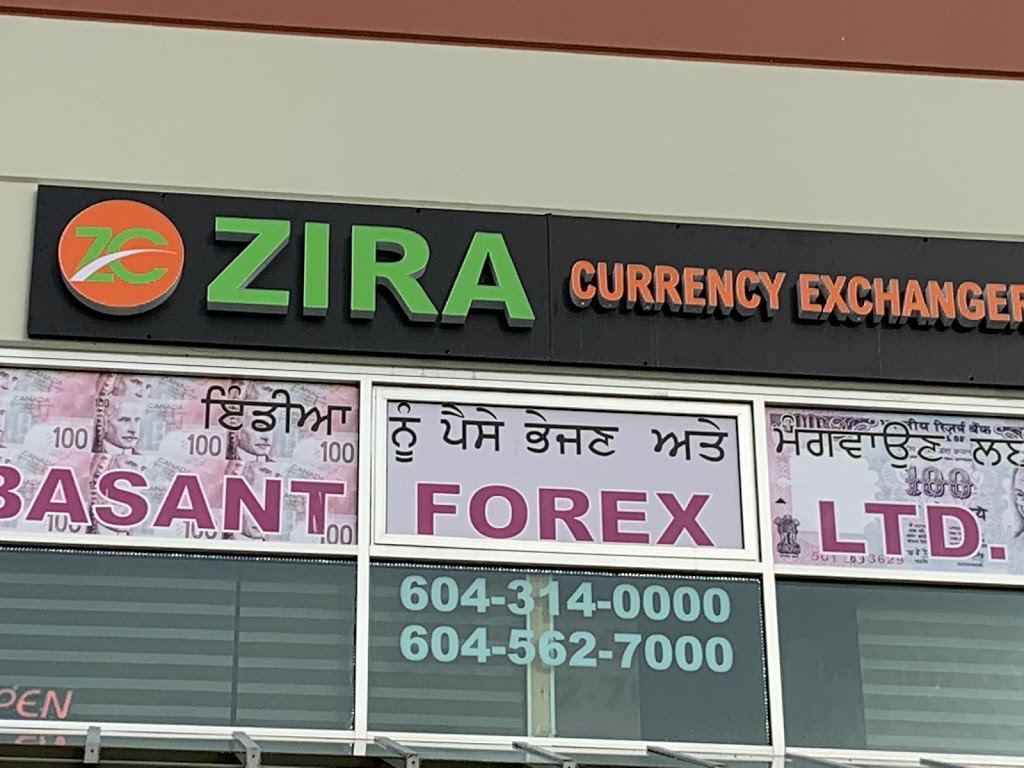 ZC
ZIRA CURRENCY EXCHANGER
ਇੰਡੀਆ ਨੂੰ ਪੈਸੇ ਭੇਜਣ ਅਤੇ ਮੰਗਵਾਉਣ ਲਈ
BASANT FOREX LTD.
604-314-0000
604-562-7000
OPEN